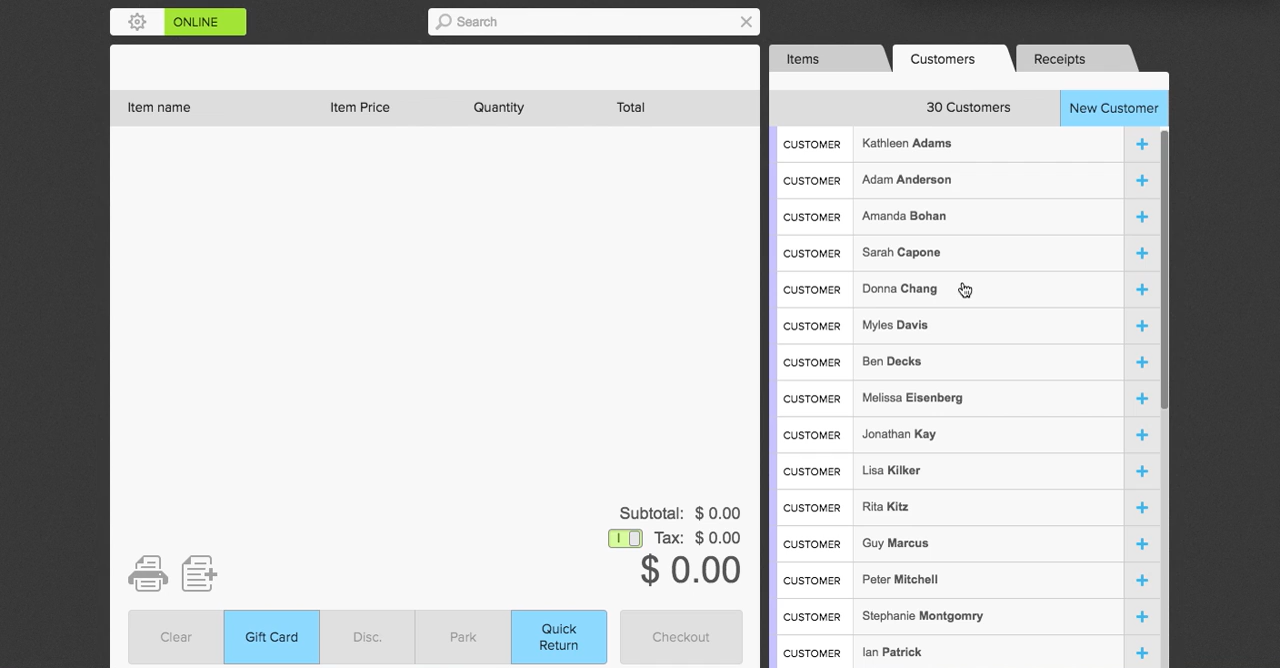 ONLINE
Search
Items
Customers
Receipts
Item name
Item Price
Quantity
Total
30 Customers
New Customer
CUSTOMER Kathleen Adams
CUSTOMER Adam Anderson
CUSTOMER Amanda Bohan
CUSTOMER Sarah Capone
CUSTOMER Donna Chang
CUSTOMER Myles Davis
CUSTOMER Ben Decks
CUSTOMER Melissa Eisenberg
CUSTOMER Jonathan Kay
CUSTOMER Lisa Kilker
CUSTOMER Rita Kitz
CUSTOMER Guy Marcus
CUSTOMER Peter Mitchell
CUSTOMER Stephanie Montgomry
CUSTOMER Ian Patrick
Subtotal: $ 0.00
Tax: $ 0.00
$ 0.00
Clear
Gift Card
Disc.
Park
Quick
Return
Checkout